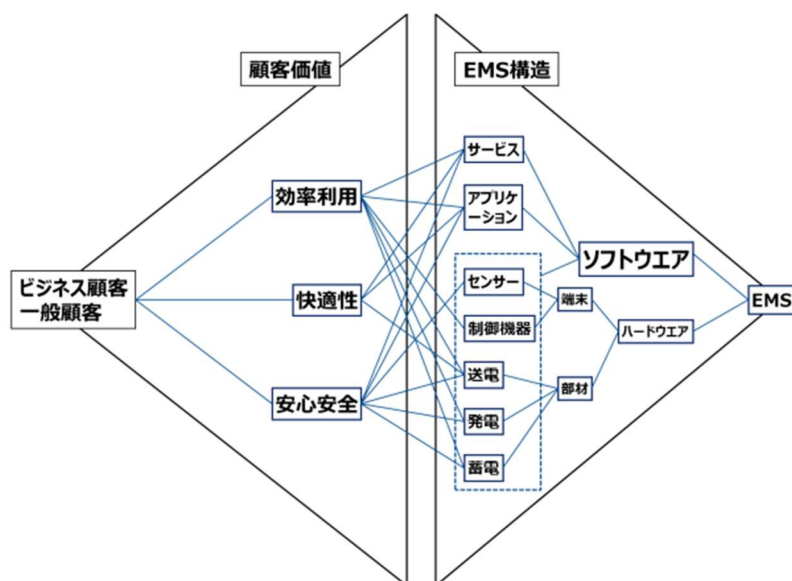 顧客価値
EMS構造
サービス
効率利用
アプリケ
ーション
ソフトウエア
センサー
ビジネス顧客
一般顧客
快適性
端末
EMS
制御機器
ハードウエア
送電
部材
安心安全
発電
蓄電